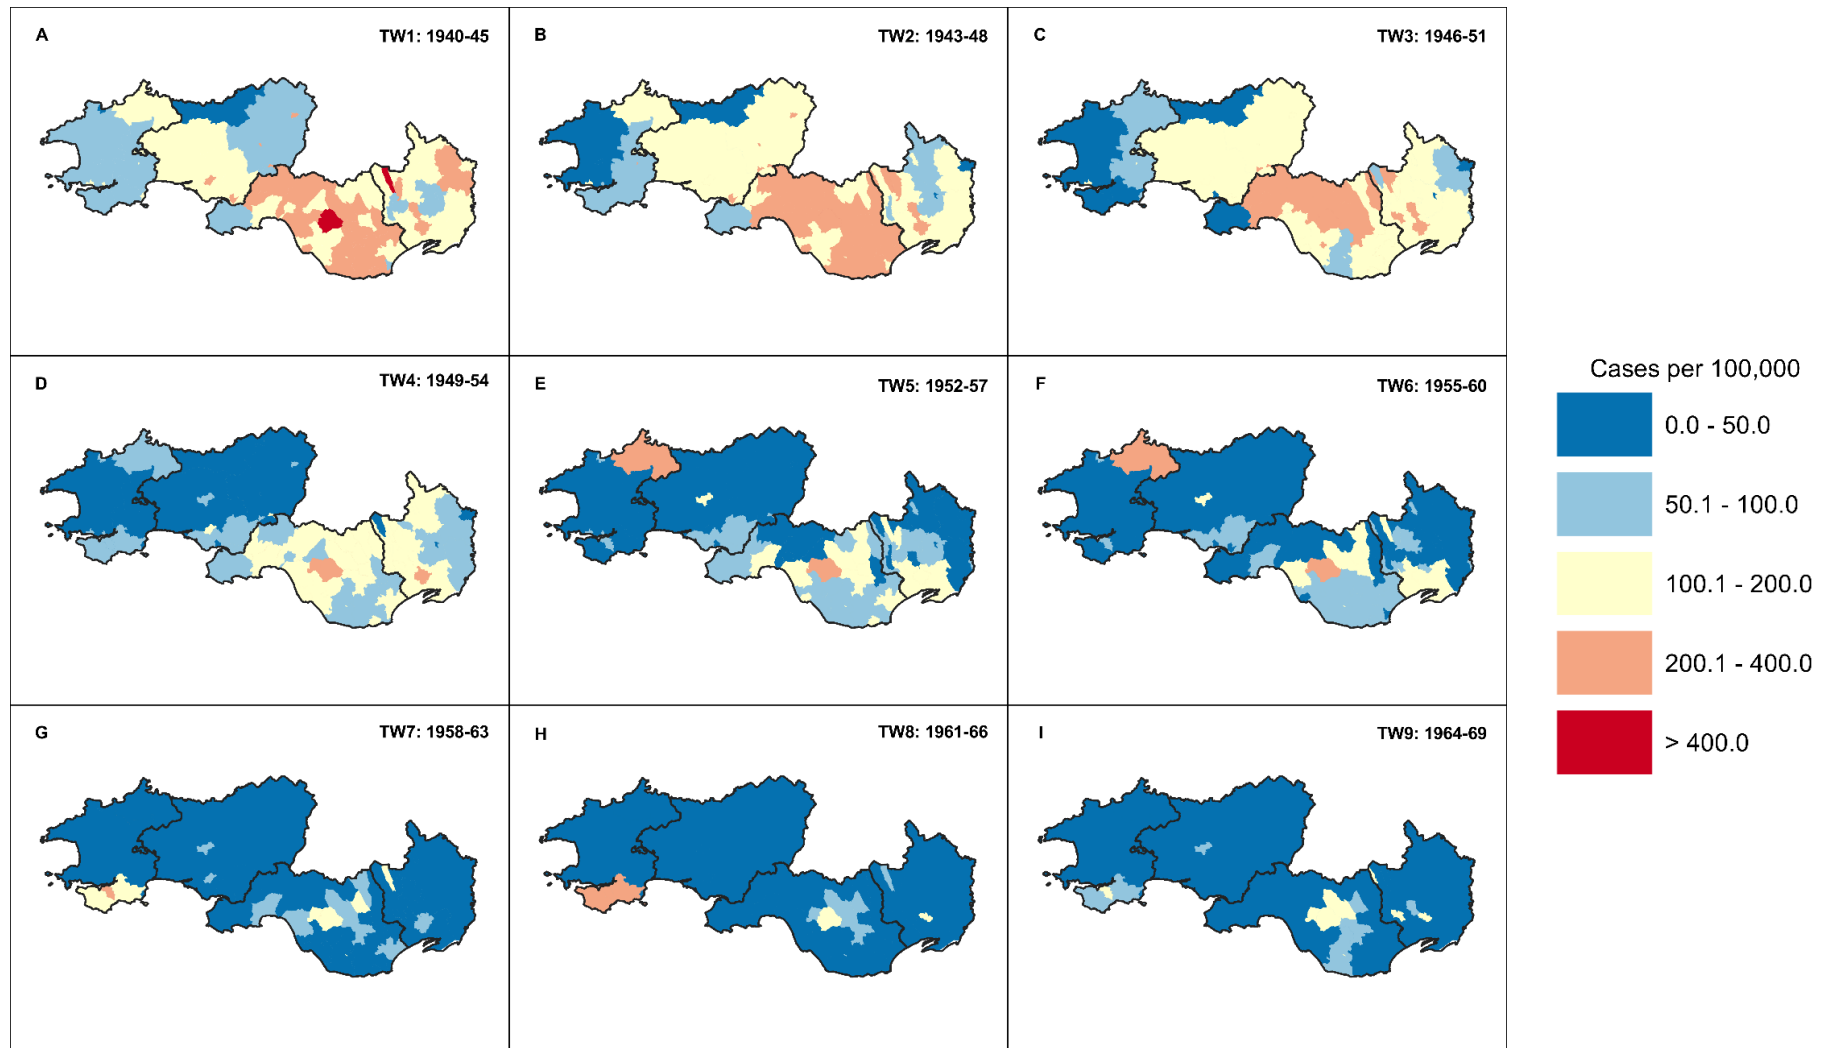 A
TW1: 1940-45
B
TW2: 1943-48
C
TW3: 1946-51
D
TW4: 1949-54
E
TW5: 1952-57
F
TW6: 1955-60
G
TW7: 1958-63
H
TW8: 1961-66
I
TW9: 1964-69
Cases per 100,000
0.0 - 50.0
50.1 - 100.0
100.1 - 200.0
200.1 - 400.0
> 400.0